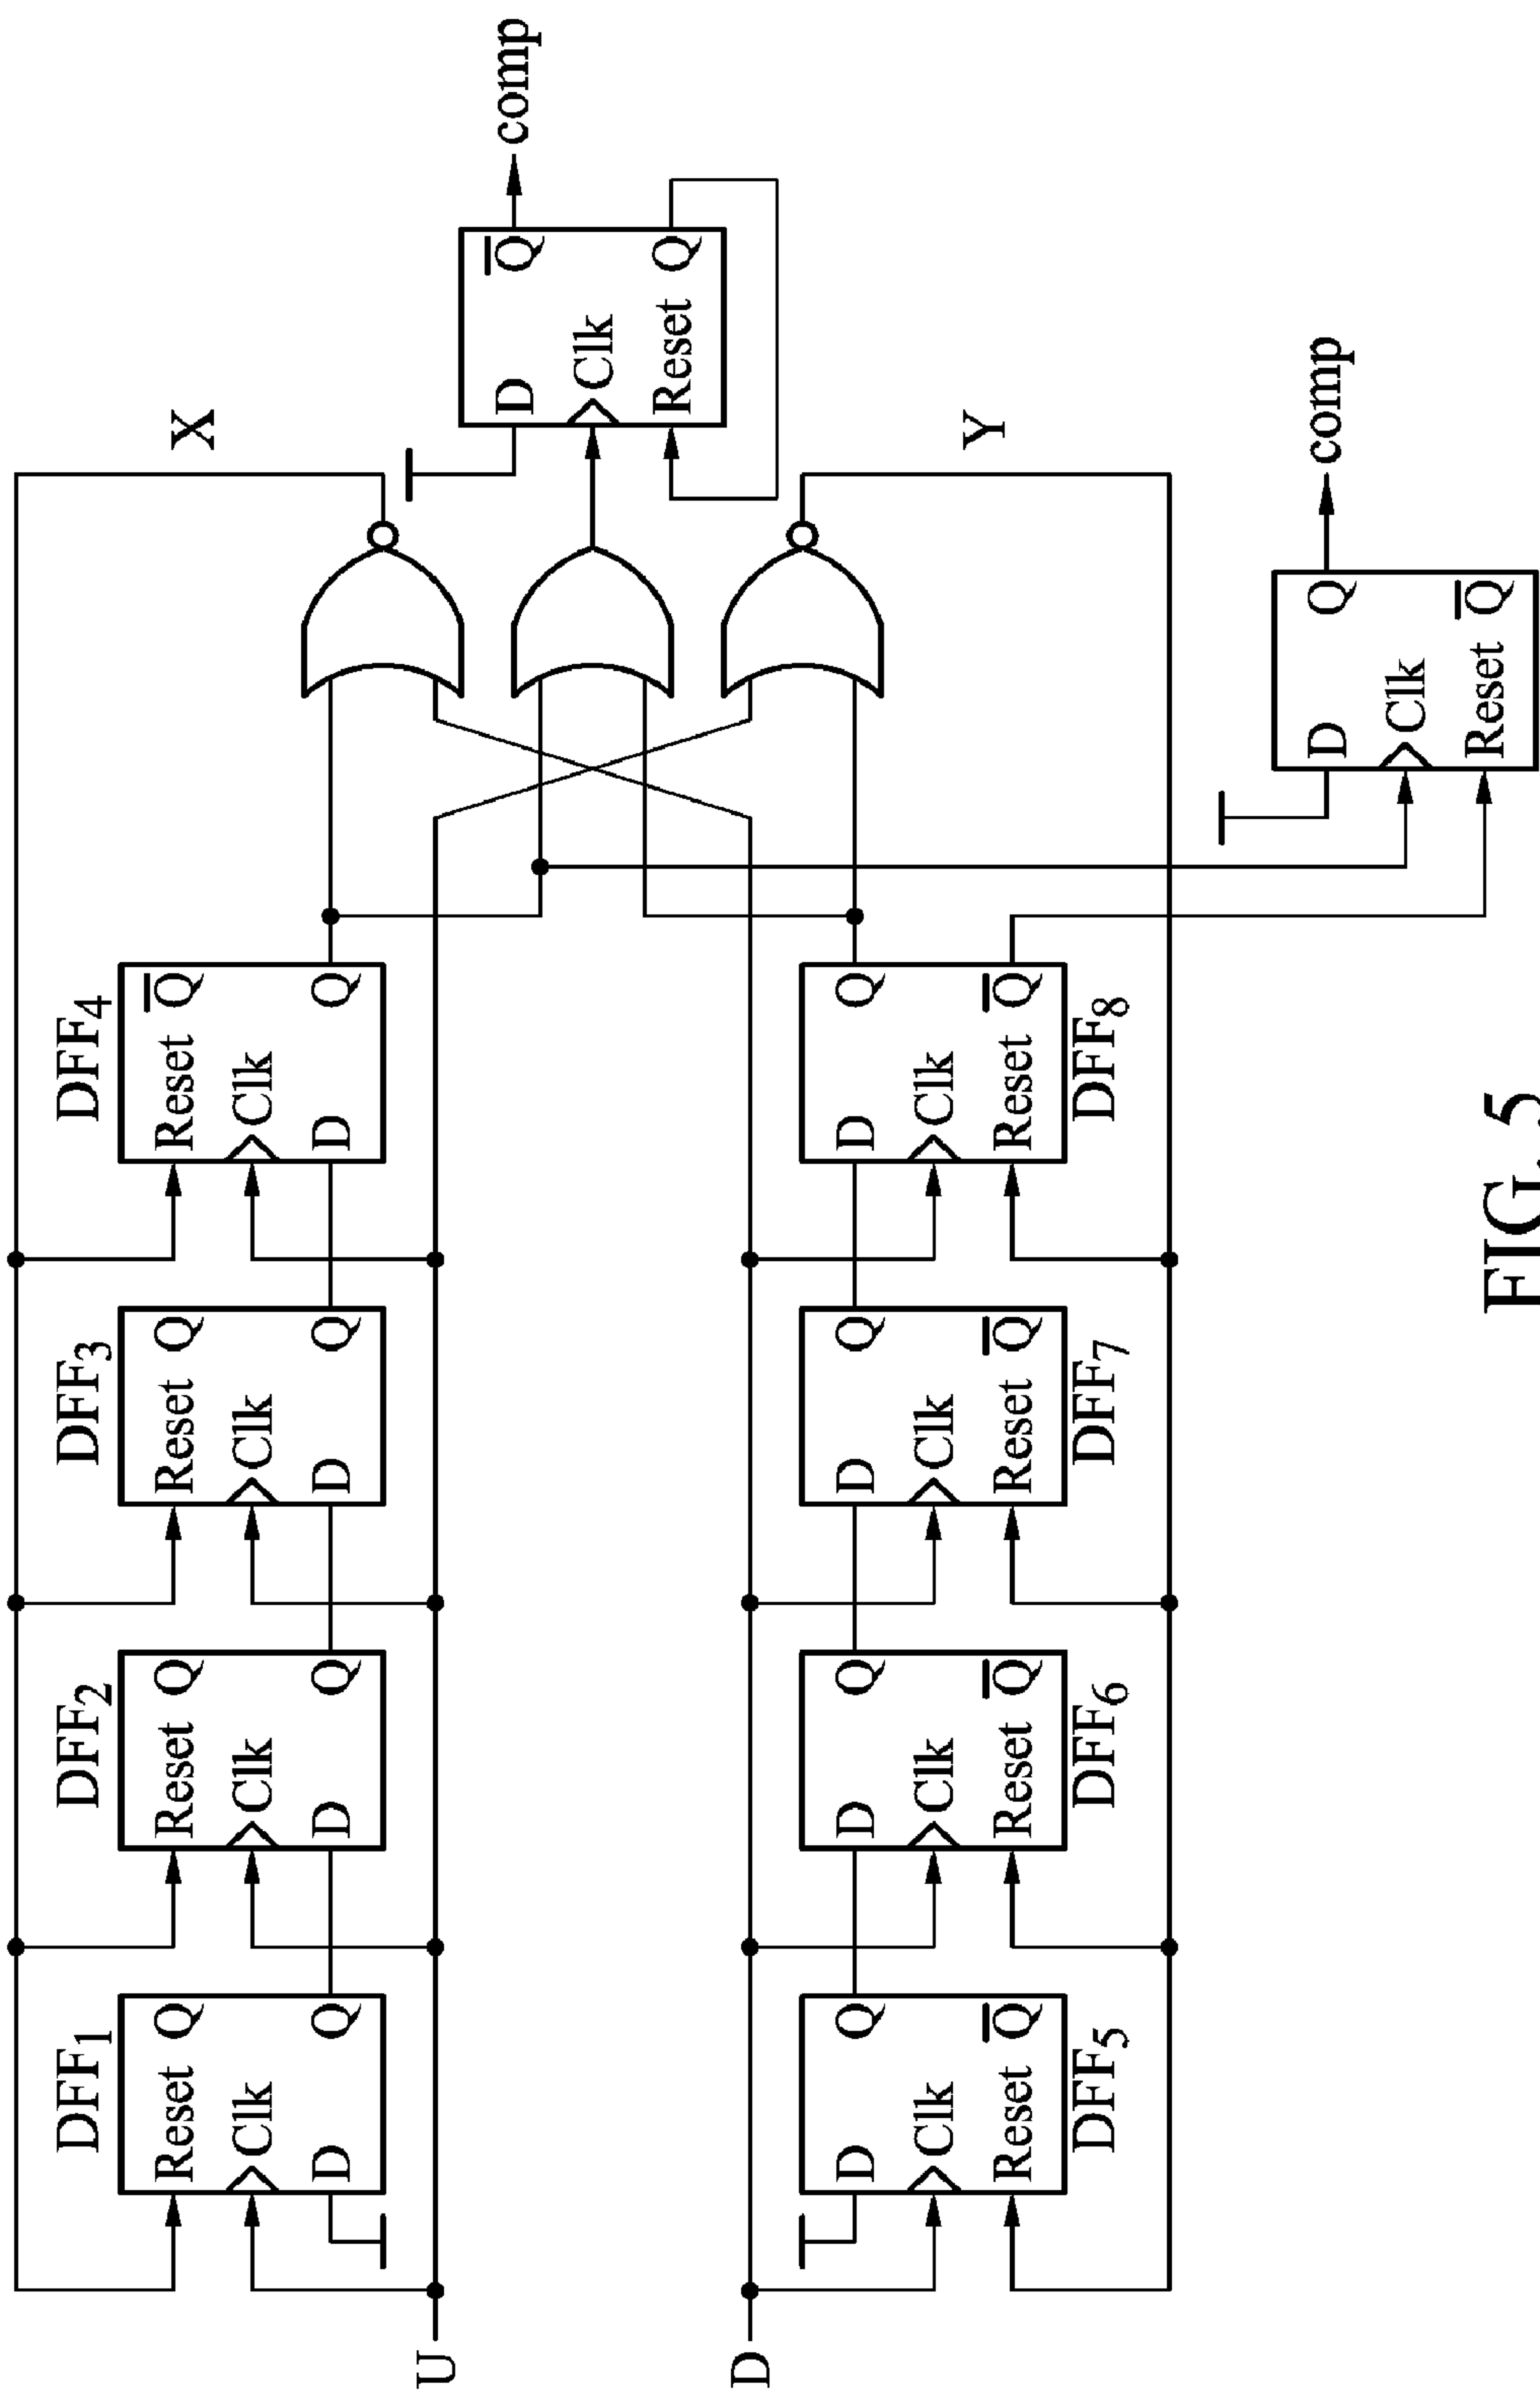 DFF₁ DFF₂ DFF₃ DFF₄
Reset Q Reset Q Reset Q Reset Q̅ X
Clk Clk Clk Clk
D Q D Q D Q D Q
U
D Q̅ comp
Clk
Reset Q
D
D Q D Q D Q D Q
Clk Clk Clk Clk
Y
Reset Q̅ Reset Q̅ Reset Q̅ Reset Q̅
DFF₅ DFF₆ DFF₇ DFF₈
D Q comp
Clk
Reset Q̅
FIG. 5